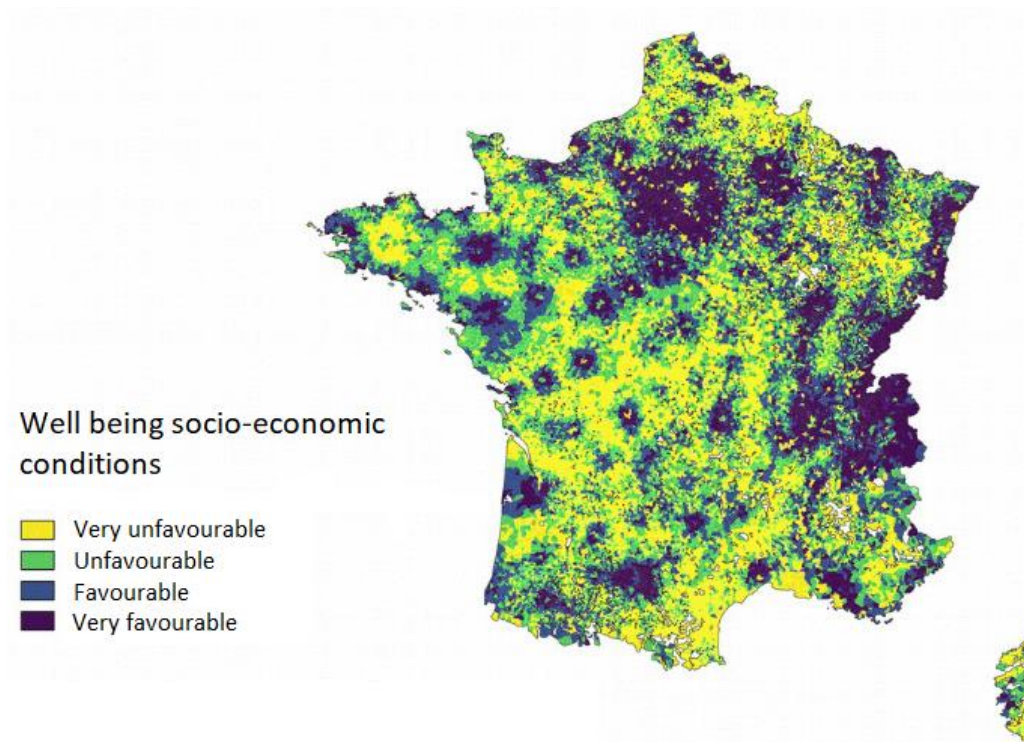 Well being socio-economic
conditions
Very unfavourable
Unfavourable
Favourable
Very favourable